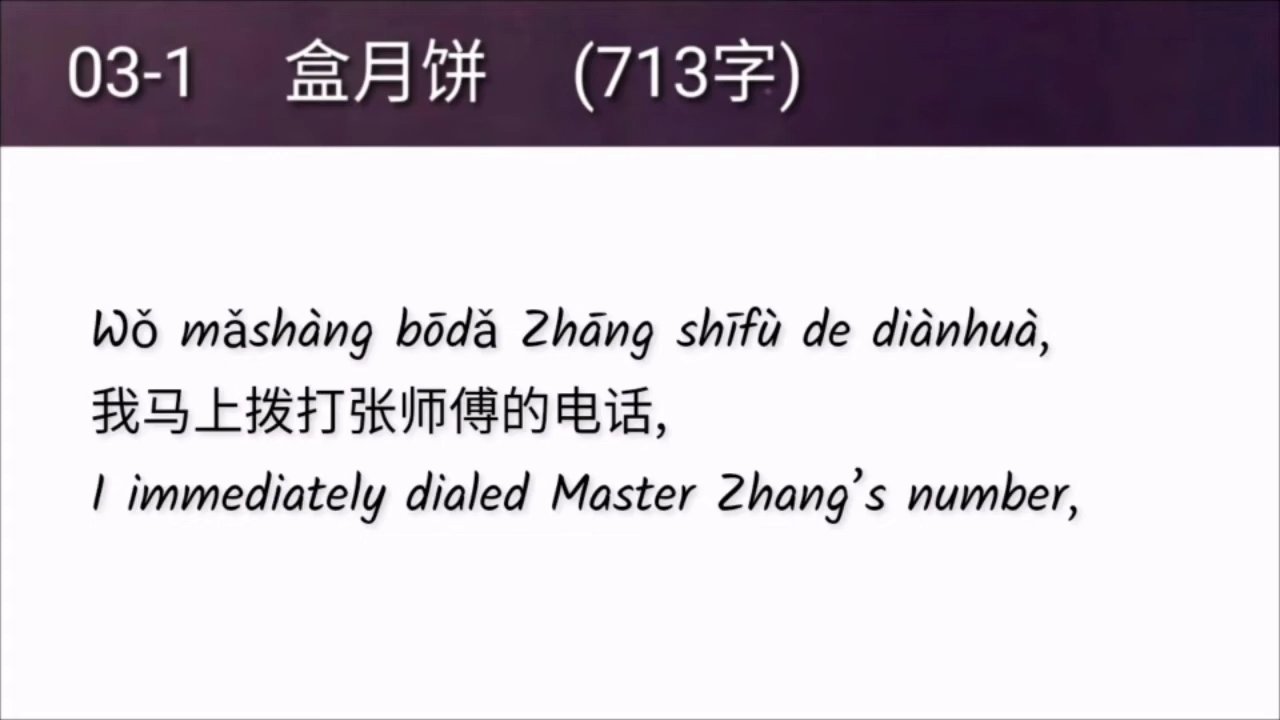 03-1 盒月饼 (713字)
Wǒ mǎshàng bōdǎ Zhāng shīfù de diànhuà,
我马上拨打张师傅的电话,
I immediately dialed Master Zhang's number,